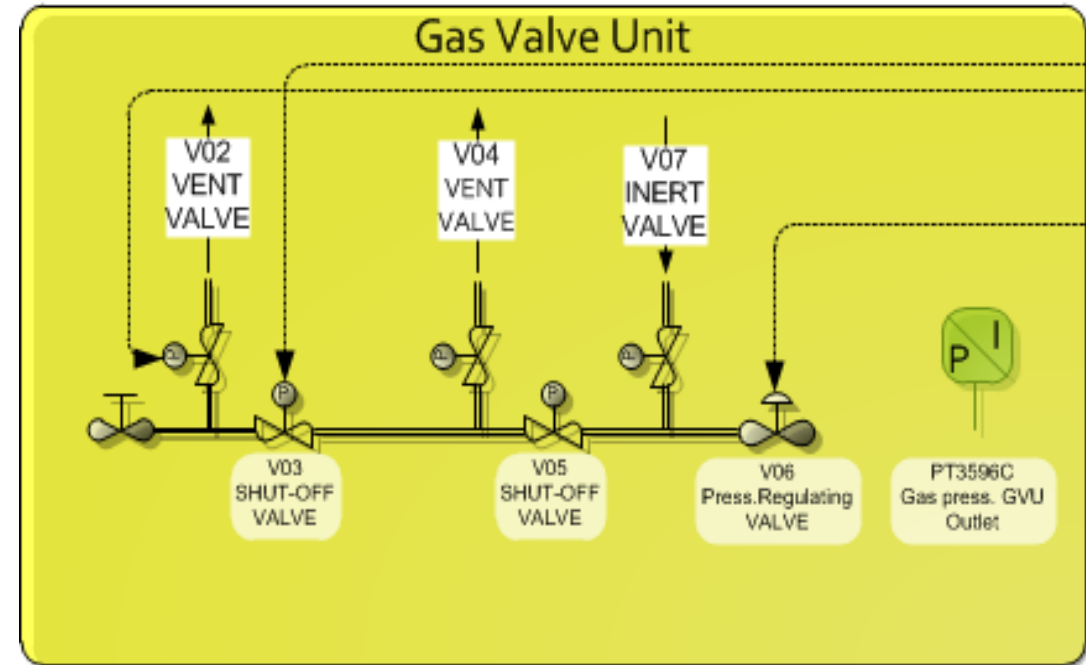 Gas Valve Unit
V02
VENT
VALVE
V04
VENT
VALVE
V07
INERT
VALVE
P
P
P
P I
P
P
V03
SHUT-OFF
VALVE
V05
SHUT-OFF
VALVE
V06
Press.Regulating
VALVE
PT3596C
Gas press. GVU
Outlet